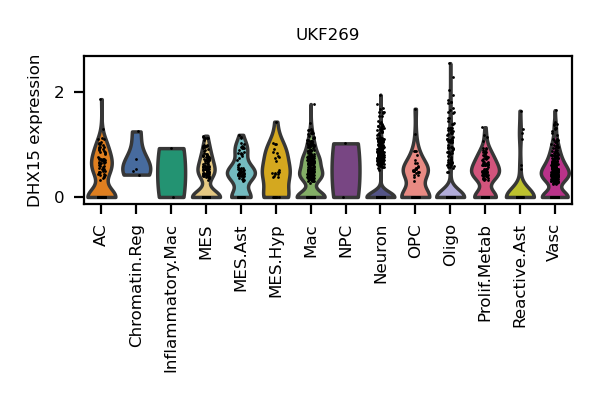 UKF269
DHX15 expression
2
0
AC
Chromatin.Reg
Inflammatory.Mac
MES
MES.Ast
MES.Hyp
Mac
NPC
Neuron
OPC
Oligo
Prolif.Metab
Reactive.Ast
Vasc